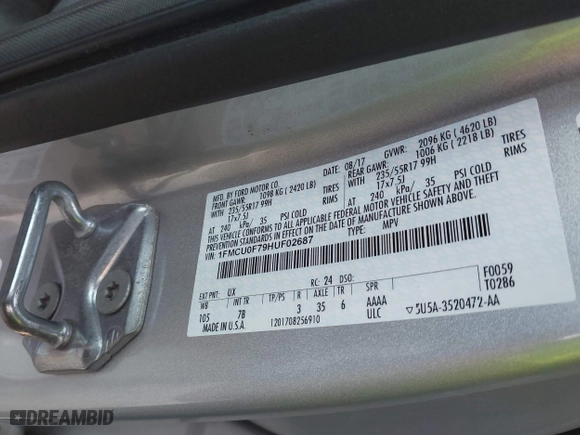 MFD. BY FORD MOTOR CO.
DATE: 08/17 GVWR: 2096 KG ( 4620 LB)
FRONT GAWR: 1098 KG ( 2420 LB) REAR GAWR: 1006 KG ( 2218 LB)
235/55R17 99H TIRES 235/55R17 99H TIRES
17x7.5J RIMS 17x7.5J RIMS
AT 240 kPa/ 35 PSI COLD AT 240 kPa/ 35 PSI COLD
THIS VEHICLE CONFORMS TO ALL APPLICABLE FEDERAL MOTOR VEHICLE SAFETY AND THEFT
PREVENTION STANDARDS IN EFFECT ON THE DATE OF MANUFACTURE SHOWN ABOVE.
VIN: 1FMCU0F79HUF02687 TYPE: MPV
F0059
T0286
EXT PNT: UX RC: 24 DSO:
WB INT TR TP/PS R AXLE TR SPR
105 7B 3 35 6 AAAA
ULC
MADE IN U.S.A. 1201708256910 5U5A-3520472-AA
DREAMBID